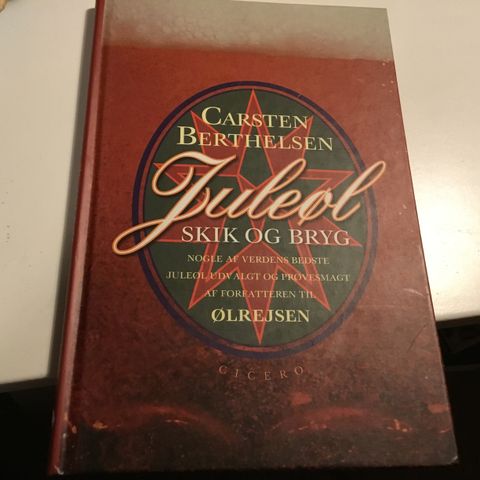 CARSTEN
BERTHELSEN
Juleøl
SKIK OG BRYG
NOGLE AF VERDENS BEDSTE
JULEØL UDVALGT OG PRØVESMAGT
AF FORFATTEREN TIL
ØLREJSEN
CICERO